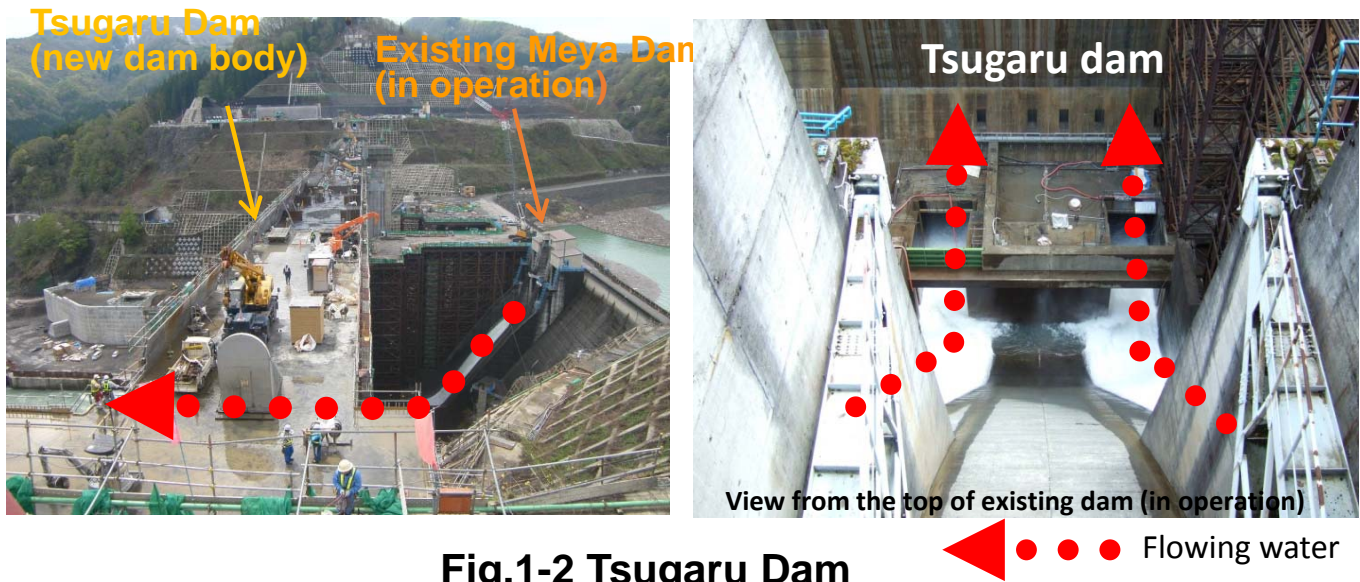 Tsugaru Dam
(new dam body)
Existing Meya Dam
(in operation)
Tsugaru dam
View from the top of existing dam (in operation)
Flowing water
Fig.1-2 Tsugaru Dam